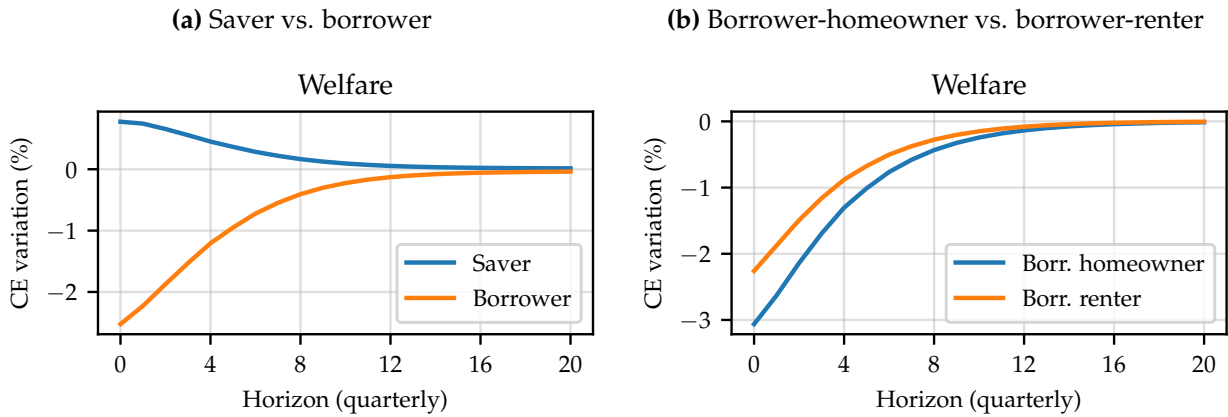 (a) Saver vs. borrower
Welfare
CE variation (%)
0
−1
−2
Saver
Borrower
0 4 8 12 16 20
Horizon (quarterly)
(b) Borrower-homeowner vs. borrower-renter
Welfare
CE variation (%)
0
−1
−2
−3
Borr. homeowner
Borr. renter
0 4 8 12 16 20
Horizon (quarterly)